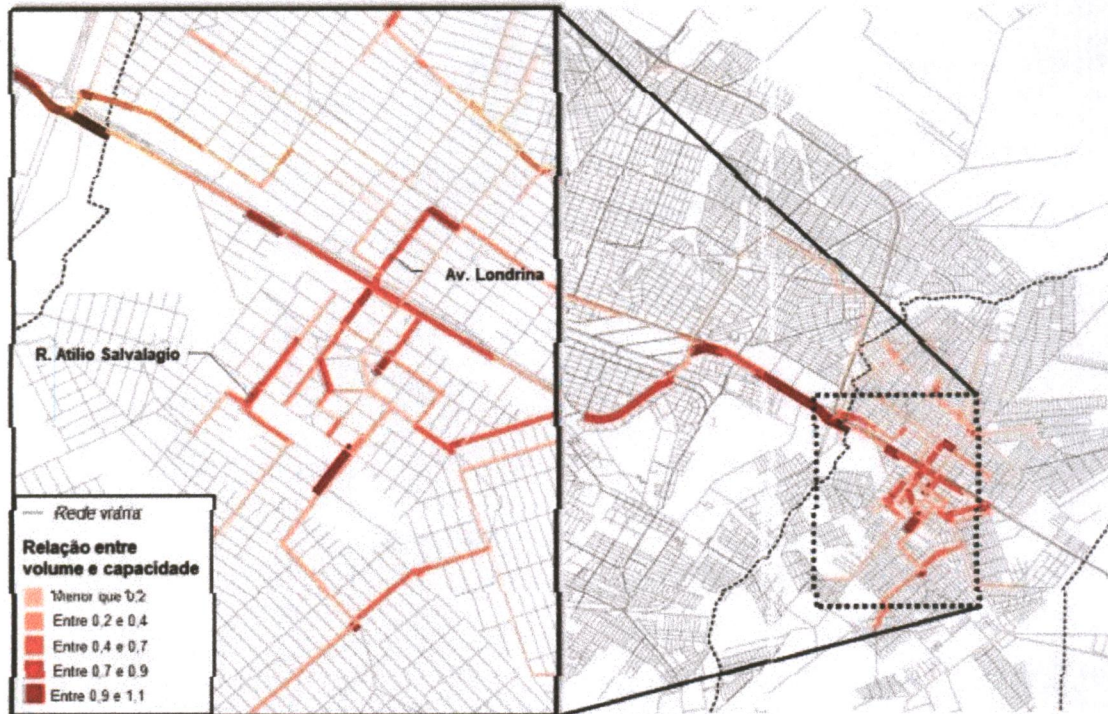 Av. Londrina
R. Atilio Salvalagio
Rede viária
Relação entre
volume e capacidade
Menor que 0,2
Entre 0,2 e 0,4
Entre 0,4 e 0,7
Entre 0,7 e 0,9
Entre 0,9 e 1,1